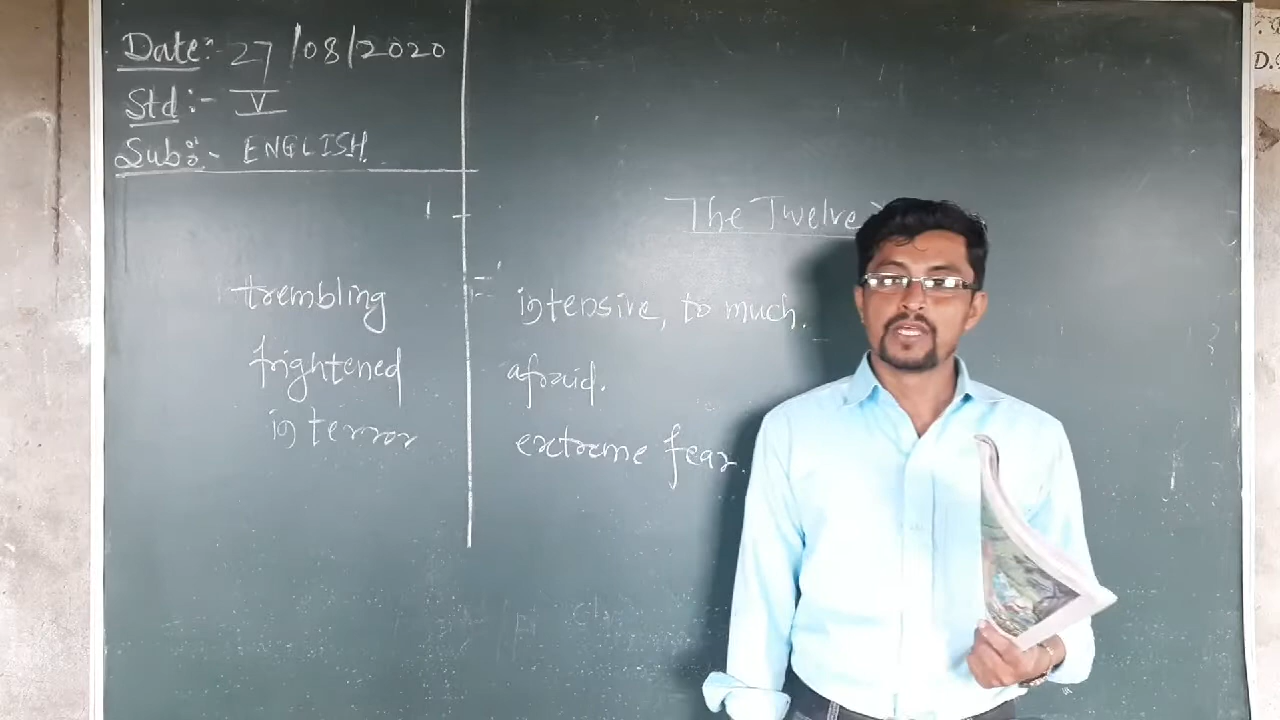 Date:- 27/08/2020
Std:- V
Sub:- ENGLISH.
The Twelve
trembling intensive, to much.
frightened afraid.
in terror extreme fear.